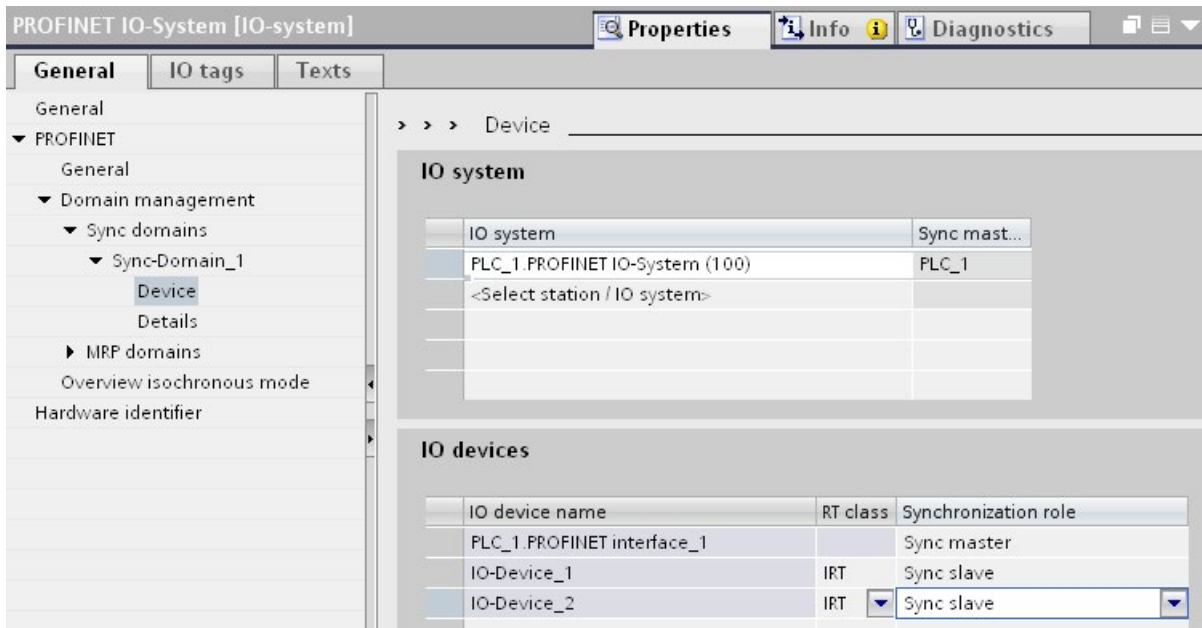 PROFINET IO-System [IO-system]
Properties
Info
Diagnostics
General
IO tags
Texts
General
PROFINET
General
Domain management
Sync domains
Sync-Domain_1
Device
Details
MRP domains
Overview isochronous mode
Hardware identifier
> > > Device
IO system
IO system Sync mast...
PLC_1.PROFINET IO-System (100) PLC_1
<Select station / IO system>
IO devices
IO device name RT class Synchronization role
PLC_1.PROFINET interface_1 Sync master
IO-Device_1 IRT Sync slave
IO-Device_2 IRT Sync slave